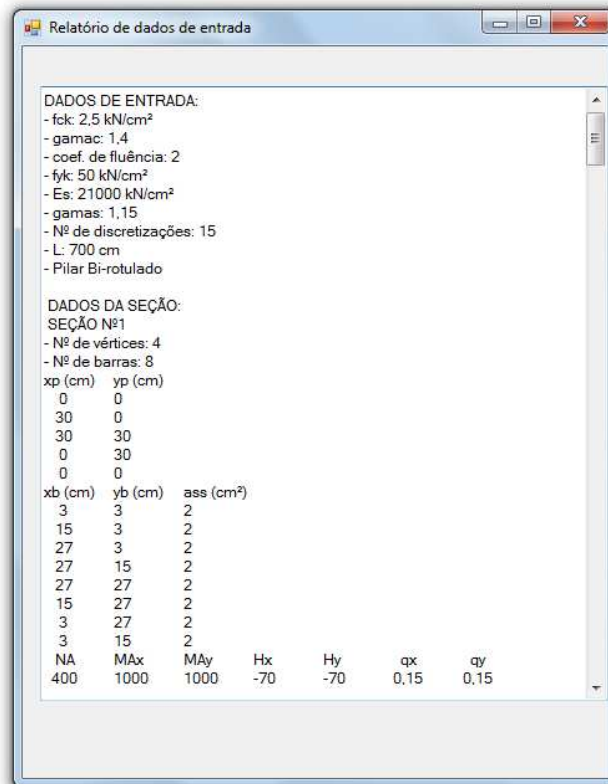 Relatório de dados de entrada
DADOS DE ENTRADA:
- fck: 2,5 kN/cm²
- gamac: 1,4
- coef. de fluência: 2
- fyk: 50 kN/cm²
- Es: 21000 kN/cm²
- gamas: 1,15
- Nº de discretizações: 15
- L: 700 cm
- Pilar Bi-rotulado
DADOS DA SEÇÃO:
SEÇÃO Nº1
- Nº de vértices: 4
- Nº de barras: 8
xp (cm) yp (cm)
0 0
30 0
30 30
0 30
0 0
xb (cm) yb (cm) ass (cm²)
3 3 2
15 3 2
27 3 2
27 15 2
27 27 2
15 27 2
3 27 2
3 15 2
NA MAx MAy Hx Hy qx qy
400 1000 1000 -70 -70 0,15 0,15